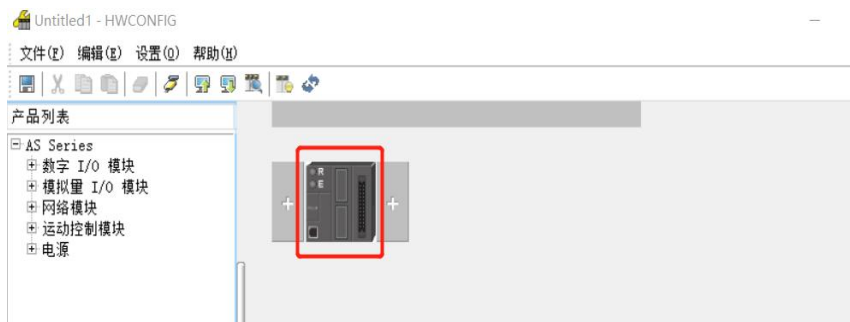 Untitled1 - HWCONFIG
文件(F) 编辑(E) 设置(O) 帮助(H)
产品列表
AS Series
数字 I/O 模块
模拟量 I/O 模块
网络模块
运动控制模块
电源
R
E